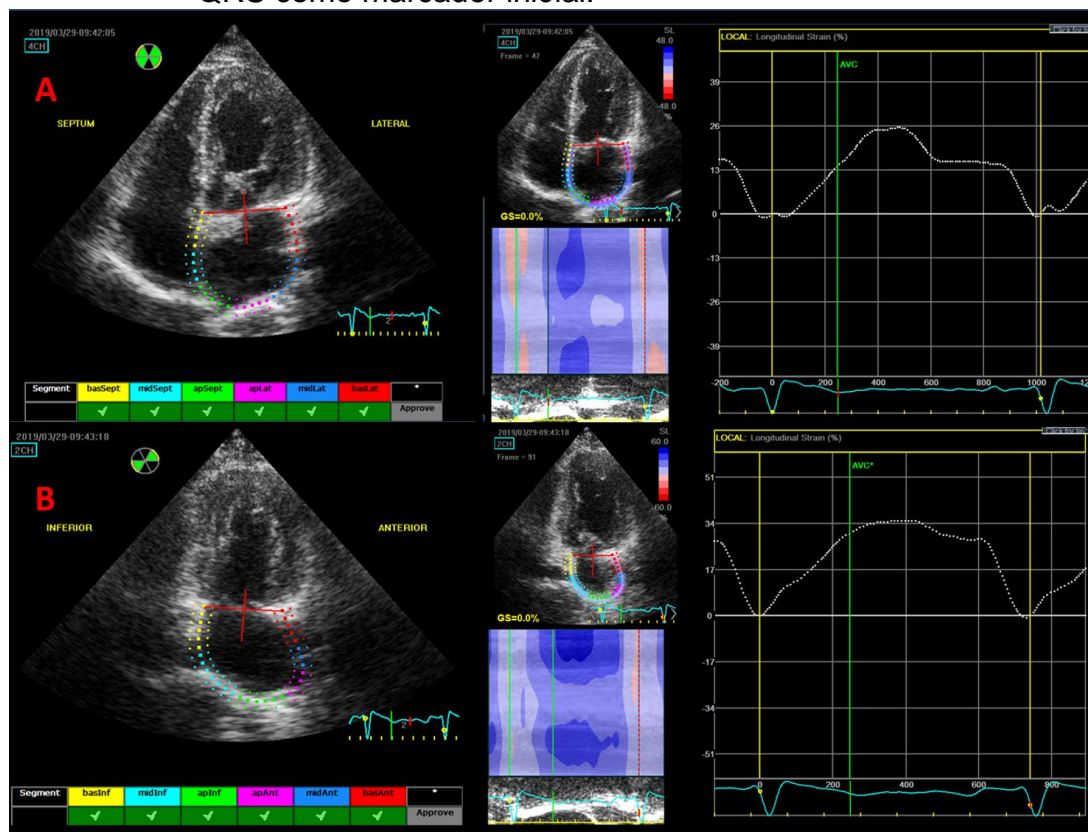 QRS como marcador inicial.
2019/03/29-09:42:05
4CH
A
SEPTUM
LATERAL
2
Segment basSept midSept apSept apLat midLat basLat *
Approve
2019/03/29-09:42:05
4CH
Frame = 47
SL
48.0
-48.0
%
GS=0.0%
LOCAL: Longitudinal Strain (%)
AVC
39
26
13
0
-13
-26
-39
-200 0 200 400 600 800 1000
2019/03/29-09:43:18
2CH
B
INFERIOR
ANTERIOR
2
Segment basInf midInf apInf apAnt midAnt basAnt *
Approve
2019/03/29-09:43:18
2CH
Frame = 91
SL
60.0
-60.0
%
GS=0.0%
LOCAL: Longitudinal Strain (%)
AVC*
51
34
17
0
-17
-34
-51
0 200 400 600 800